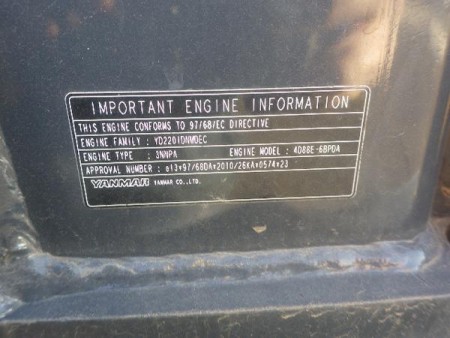 IMPORTANT ENGINE INFORMATION
THIS ENGINE CONFORMS TO 97/68/EC DIRECTIVE
ENGINE FAMILY : YD2201DNMDEC
ENGINE TYPE : 3NNPA ENGINE MODEL : 4D88E-6BPDA
APPROVAL NUMBER : e13*97/68DA*2010/26KA*0574*23
YANMAR YANMAR CO.,LTD.